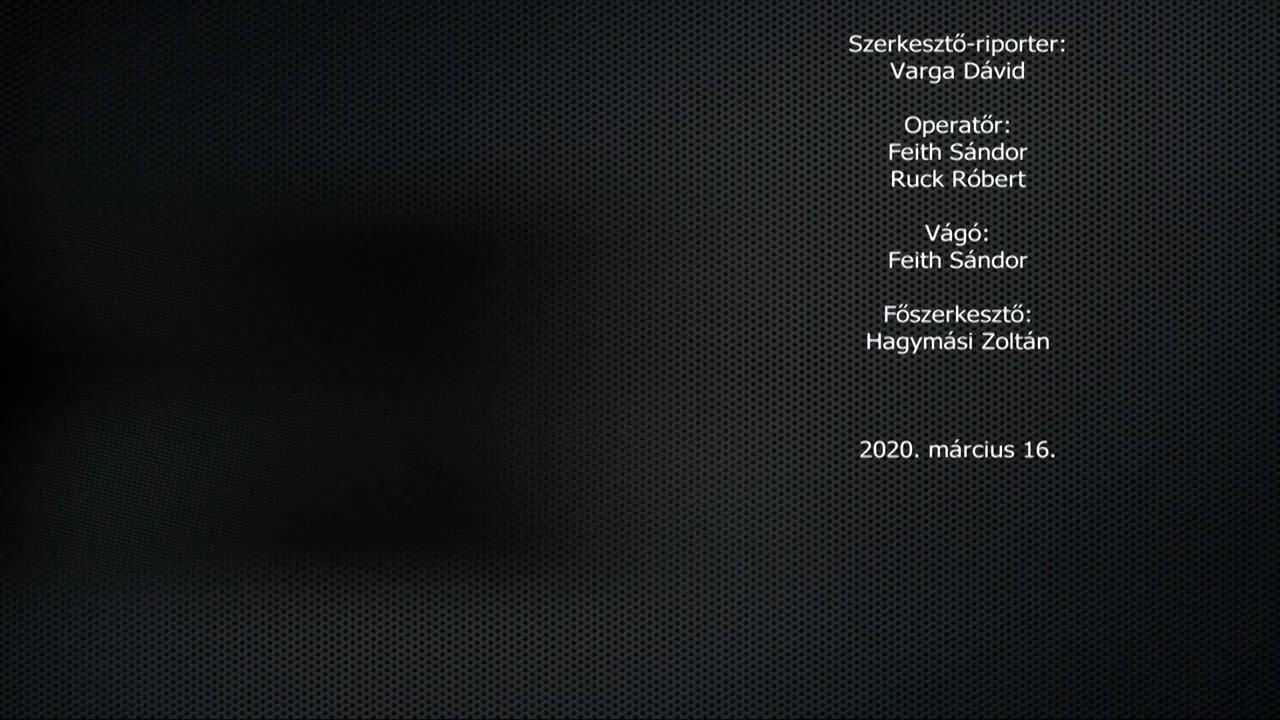 Szerkesztő-riporter:
Varga Dávid
Operatőr:
Feith Sándor
Ruck Róbert
Vágó:
Feith Sándor
Főszerkesztő:
Hagymási Zoltán
2020. március 16.